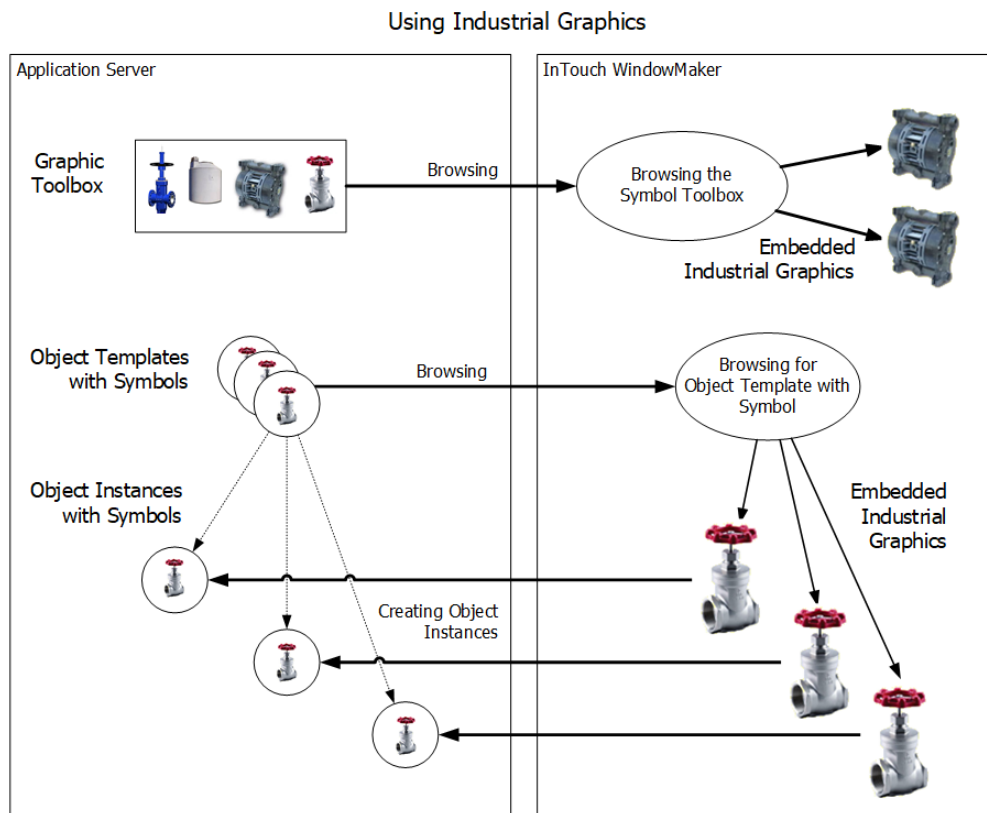 Using Industrial Graphics
Application Server
InTouch WindowMaker
Graphic
Toolbox
Browsing
Browsing the
Symbol Toolbox
Embedded
Industrial Graphics
Object Templates
with Symbols
Browsing
Browsing for
Object Template with
Symbol
Object Instances
with Symbols
Embedded
Industrial
Graphics
Creating Object
Instances